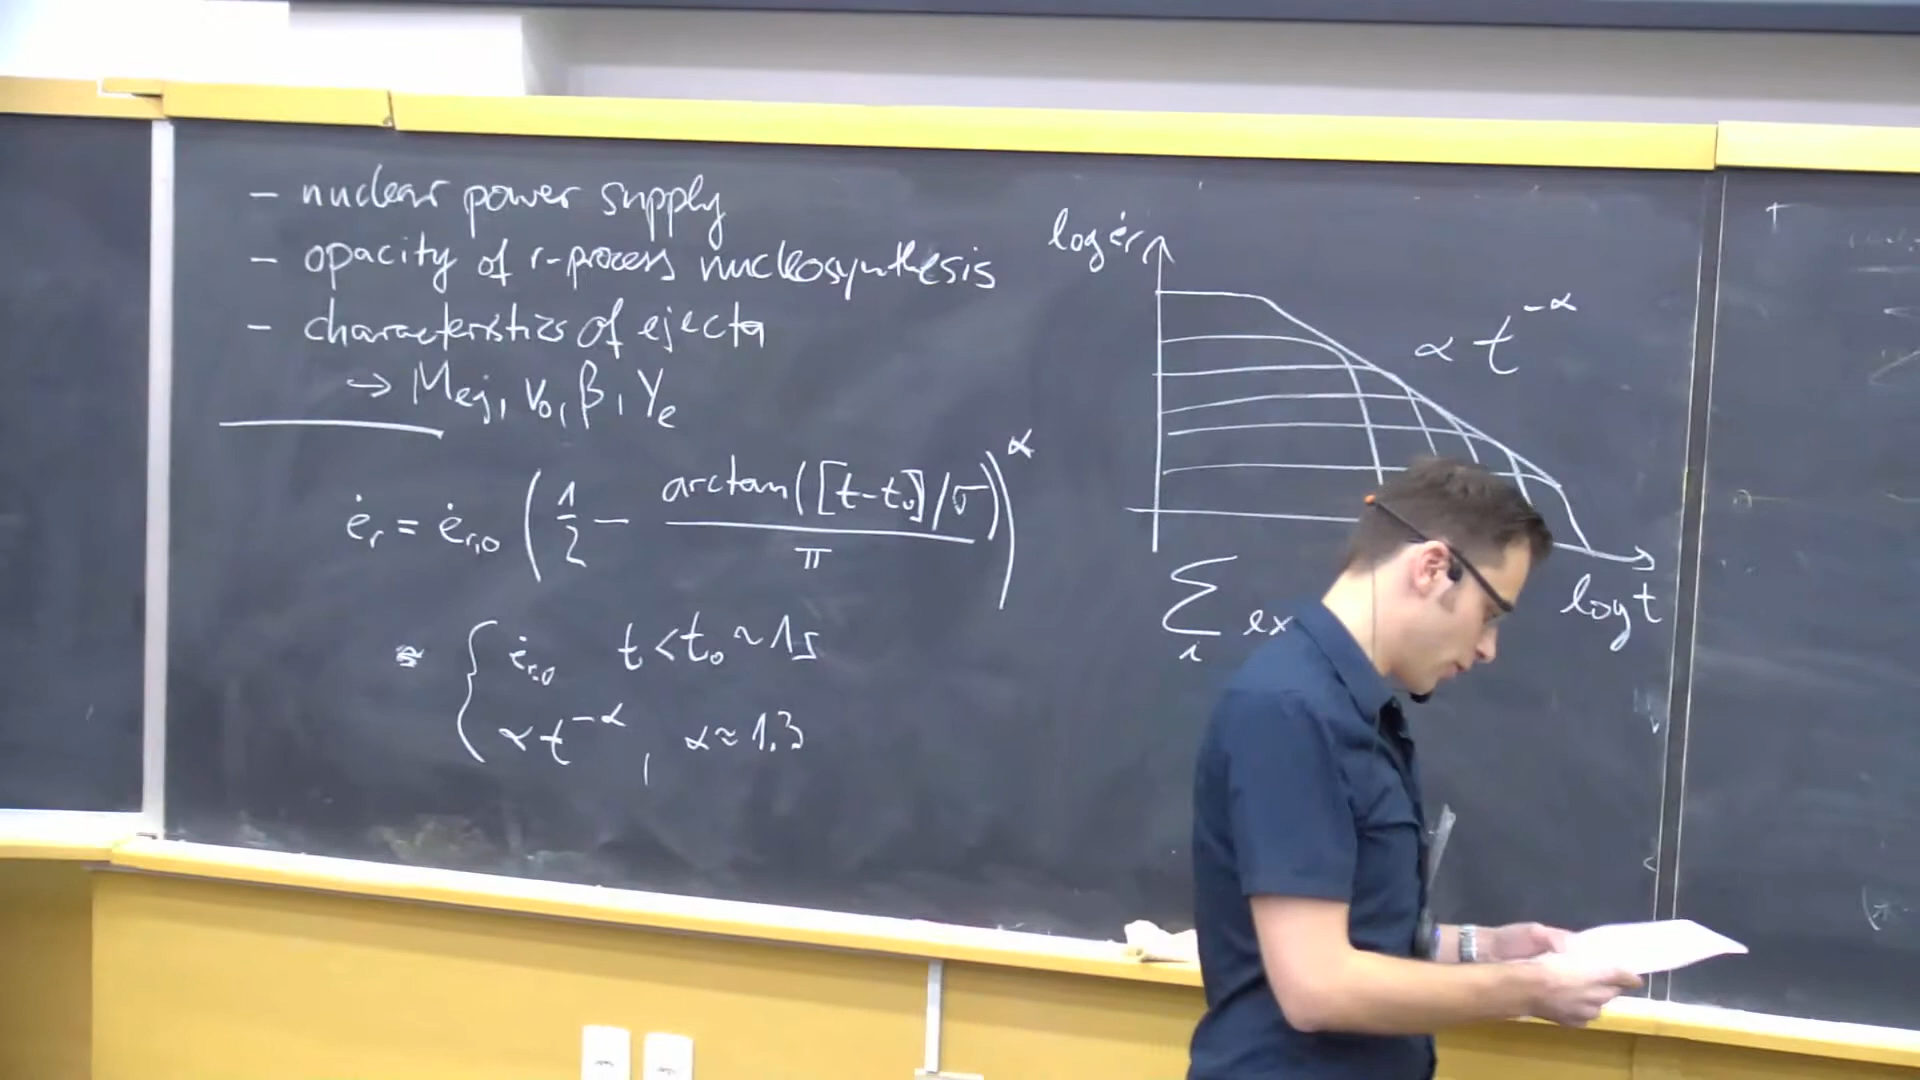 - nuclear power supply
- opacity of r-process nucleosynthesis
- characteristics of ejecta
→ Mej, v₀, β, Ye
ėr = ėr,0 (1/2 - arctan([t-t₀]/σ)/π)^α
≈ { ėr,0 t < t₀ ~ 1s
∝ t^-α, α ≈ 1.3
log ėr
∝ t^-α
log t
∑i ex